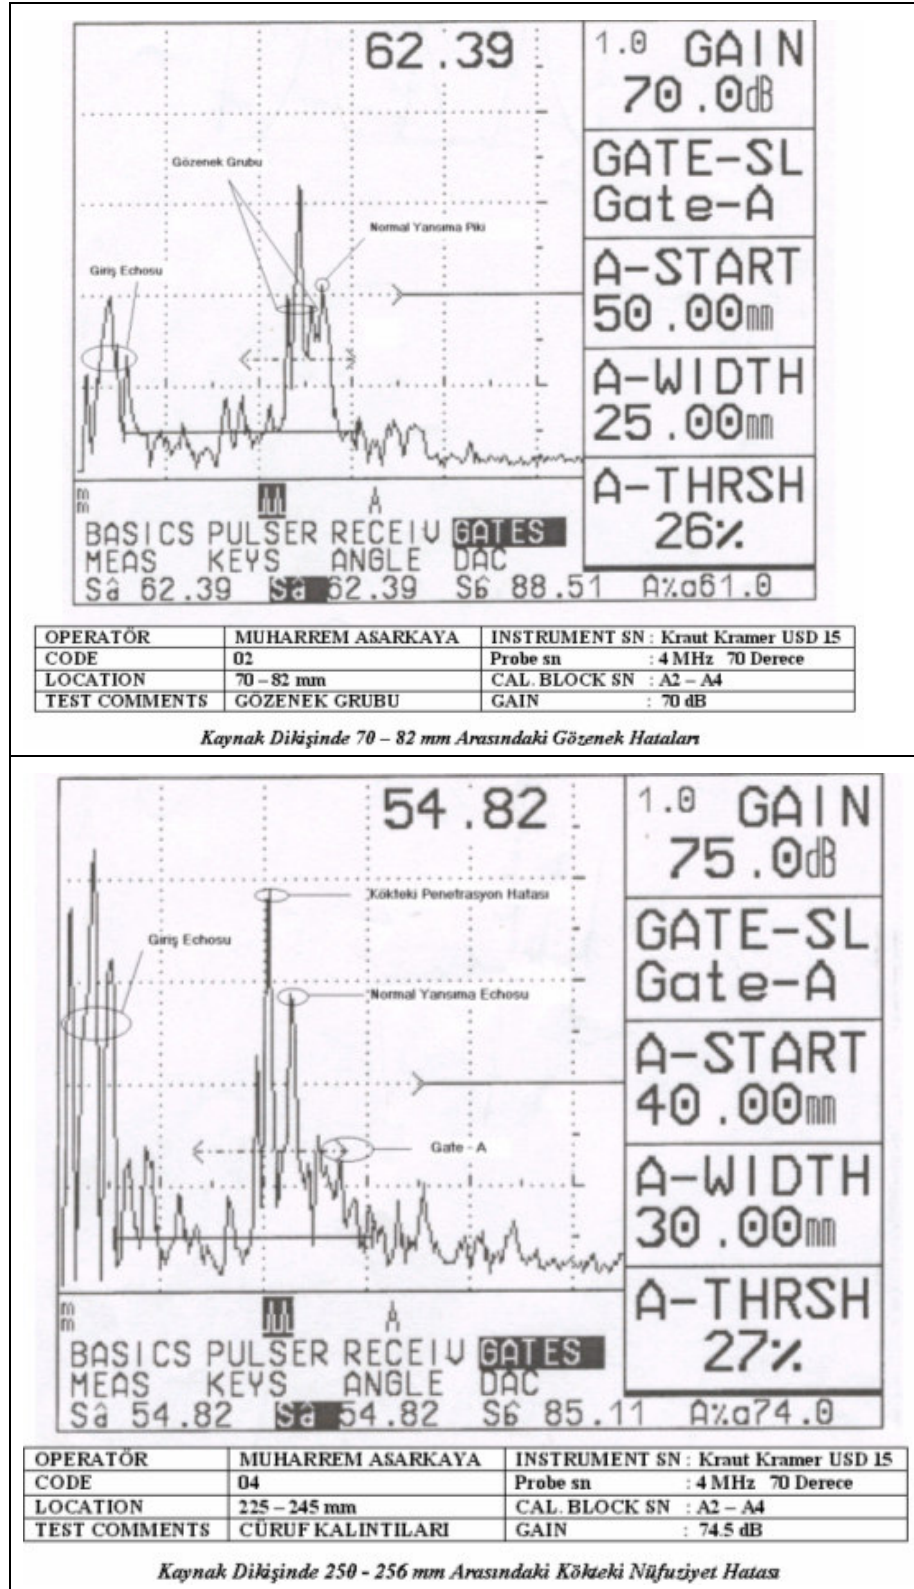 62.39
1.0 GAIN
70.0dB
Gözenek Grubu
GATE-SL
Gate-A
Normal Yansıma Piki
Giriş Echosu
A-START
50.00mm
A-WIDTH
25.00mm
A-THRSH
26%
mm
A
BASICS PULSER RECEIV GATES
MEAS KEYS ANGLE DAC
Sâ 62.39 Sâ 62.39 Sб 88.51 A%a61.0
OPERATÖR MUHARREM ASARKAYA INSTRUMENT SN : Kraut Kramer USD 15
CODE 02 Probe sn : 4 MHz 70 Derece
LOCATION 70 – 82 mm CAL. BLOCK SN : A2 – A4
TEST COMMENTS GÖZENEK GRUBU GAIN : 70 dB
Kaynak Dikişinde 70 – 82 mm Arasındaki Gözenek Hataları
54.82
1.0 GAIN
75.0dB
Kökteki Penetrasyon Hatası
Giriş Echosu
GATE-SL
Gate-A
Normal Yansıma Echosu
A-START
40.00mm
Gate - A
A-WIDTH
30.00mm
A-THRSH
27%
mm
A
BASICS PULSER RECEIV GATES
MEAS KEYS ANGLE DAC
Sâ 54.82 Sâ 54.82 Sб 85.11 A%a74.0
OPERATÖR MUHARREM ASARKAYA INSTRUMENT SN : Kraut Kramer USD 15
CODE 04 Probe sn : 4 MHz 70 Derece
LOCATION 225 – 245 mm CAL. BLOCK SN : A2 – A4
TEST COMMENTS CÜRUF KALINTILARI GAIN : 74.5 dB
Kaynak Dikişinde 250 - 256 mm Arasındaki Kökteki Nüfuziyet Hatası